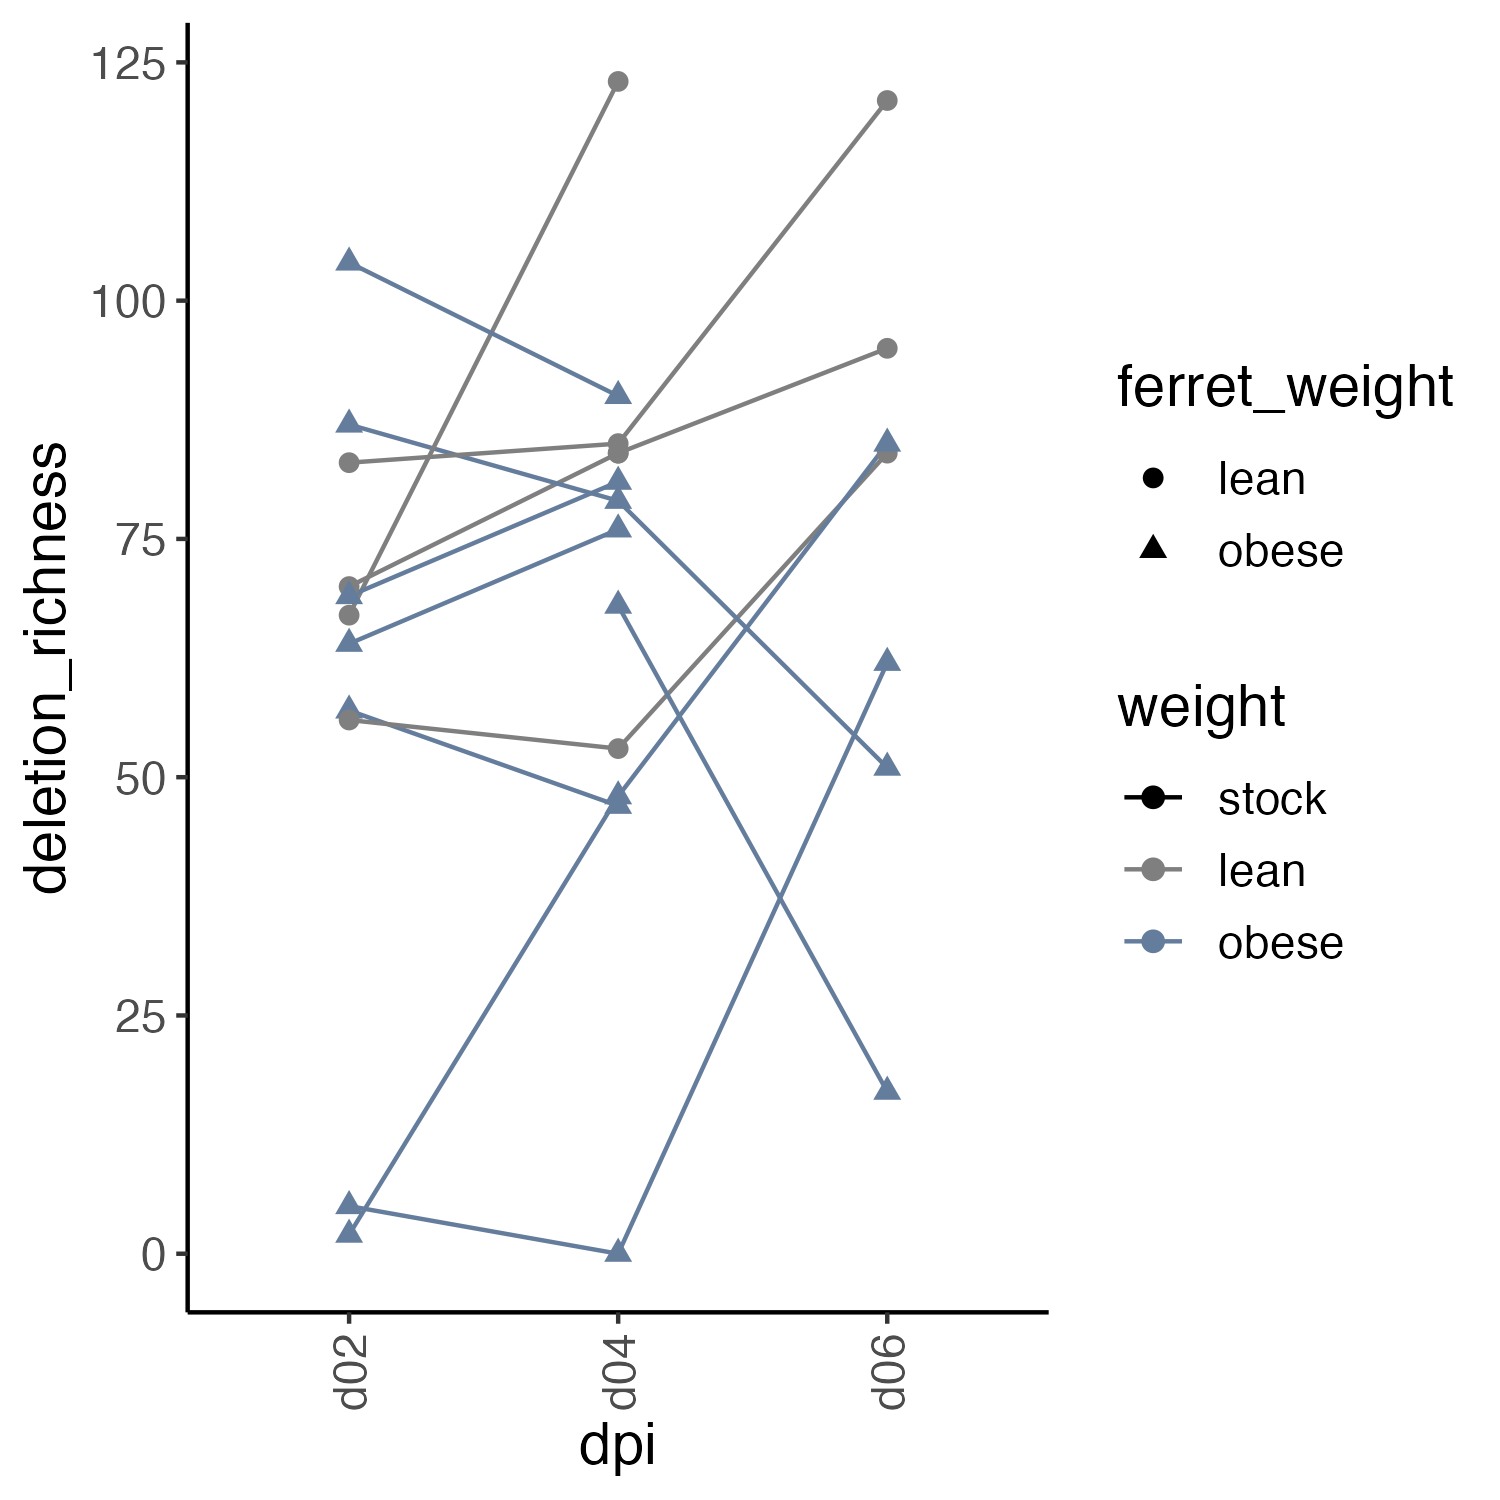 deletion_richness
125
100
75
50
25
0
d02
d04
d06
dpi
ferret_weight
lean
obese
weight
stock
lean
obese